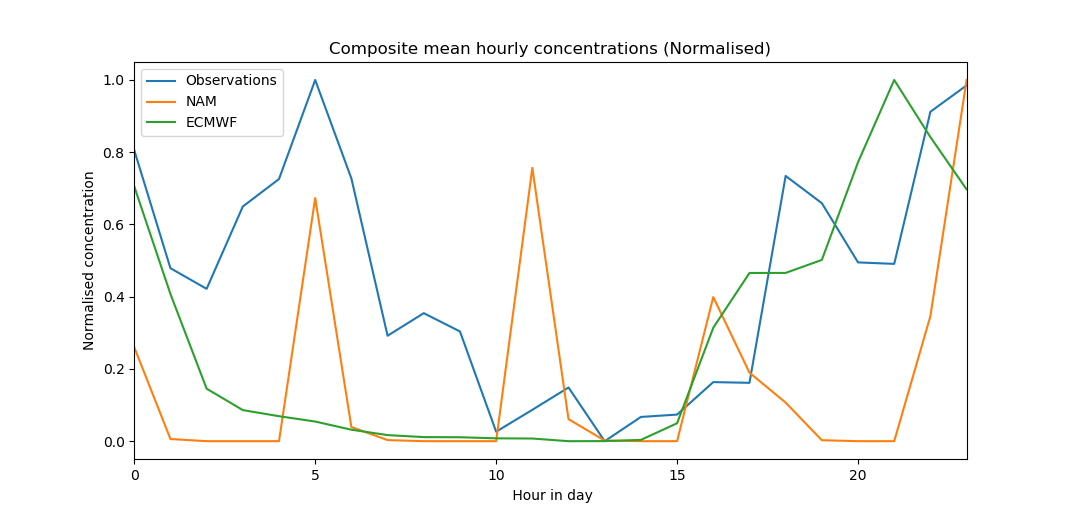 Composite mean hourly concentrations (Normalised)
Observations
NAM
ECMWF
Normalised concentration
1.0
0.8
0.6
0.4
0.2
0.0
0 5 10 15 20
Hour in day